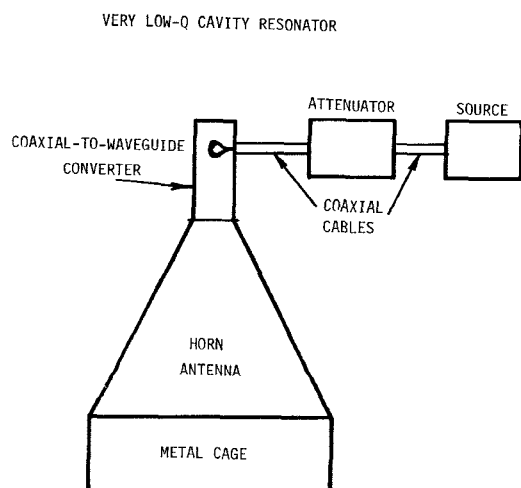 VERY LOW-Q CAVITY RESONATOR
ATTENUATOR
SOURCE
COAXIAL-TO-WAVEGUIDE
CONVERTER
COAXIAL
CABLES
HORN
ANTENNA
METAL CAGE